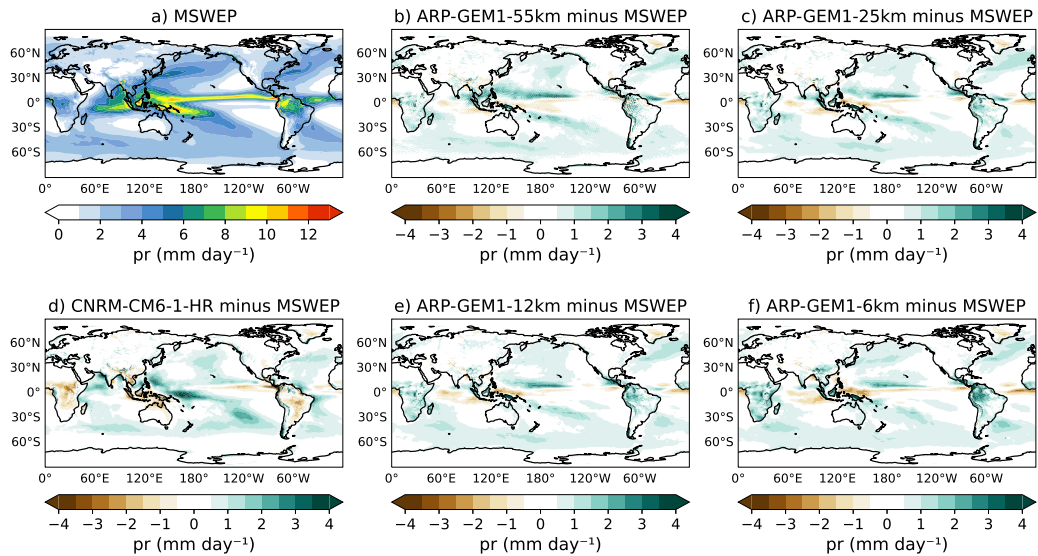 a) MSWEP
b) ARP-GEM1-55km minus MSWEP
c) ARP-GEM1-25km minus MSWEP
60°N
30°N
0°
30°S
60°S
60°N
30°N
0°
30°S
60°S
60°N
30°N
0°
30°S
60°S
0° 60°E 120°E 180° 120°W 60°W
0° 60°E 120°E 180° 120°W 60°W
0° 60°E 120°E 180° 120°W 60°W
0 2 4 6 8 10 12
−4 −3 −2 −1 0 1 2 3 4
−4 −3 −2 −1 0 1 2 3 4
pr (mm day⁻¹)
pr (mm day⁻¹)
pr (mm day⁻¹)
d) CNRM-CM6-1-HR minus MSWEP
e) ARP-GEM1-12km minus MSWEP
f) ARP-GEM1-6km minus MSWEP
60°N
30°N
0°
30°S
60°S
60°N
30°N
0°
30°S
60°S
60°N
30°N
0°
30°S
60°S
0° 60°E 120°E 180° 120°W 60°W
0° 60°E 120°E 180° 120°W 60°W
0° 60°E 120°E 180° 120°W 60°W
−4 −3 −2 −1 0 1 2 3 4
−4 −3 −2 −1 0 1 2 3 4
−4 −3 −2 −1 0 1 2 3 4
pr (mm day⁻¹)
pr (mm day⁻¹)
pr (mm day⁻¹)